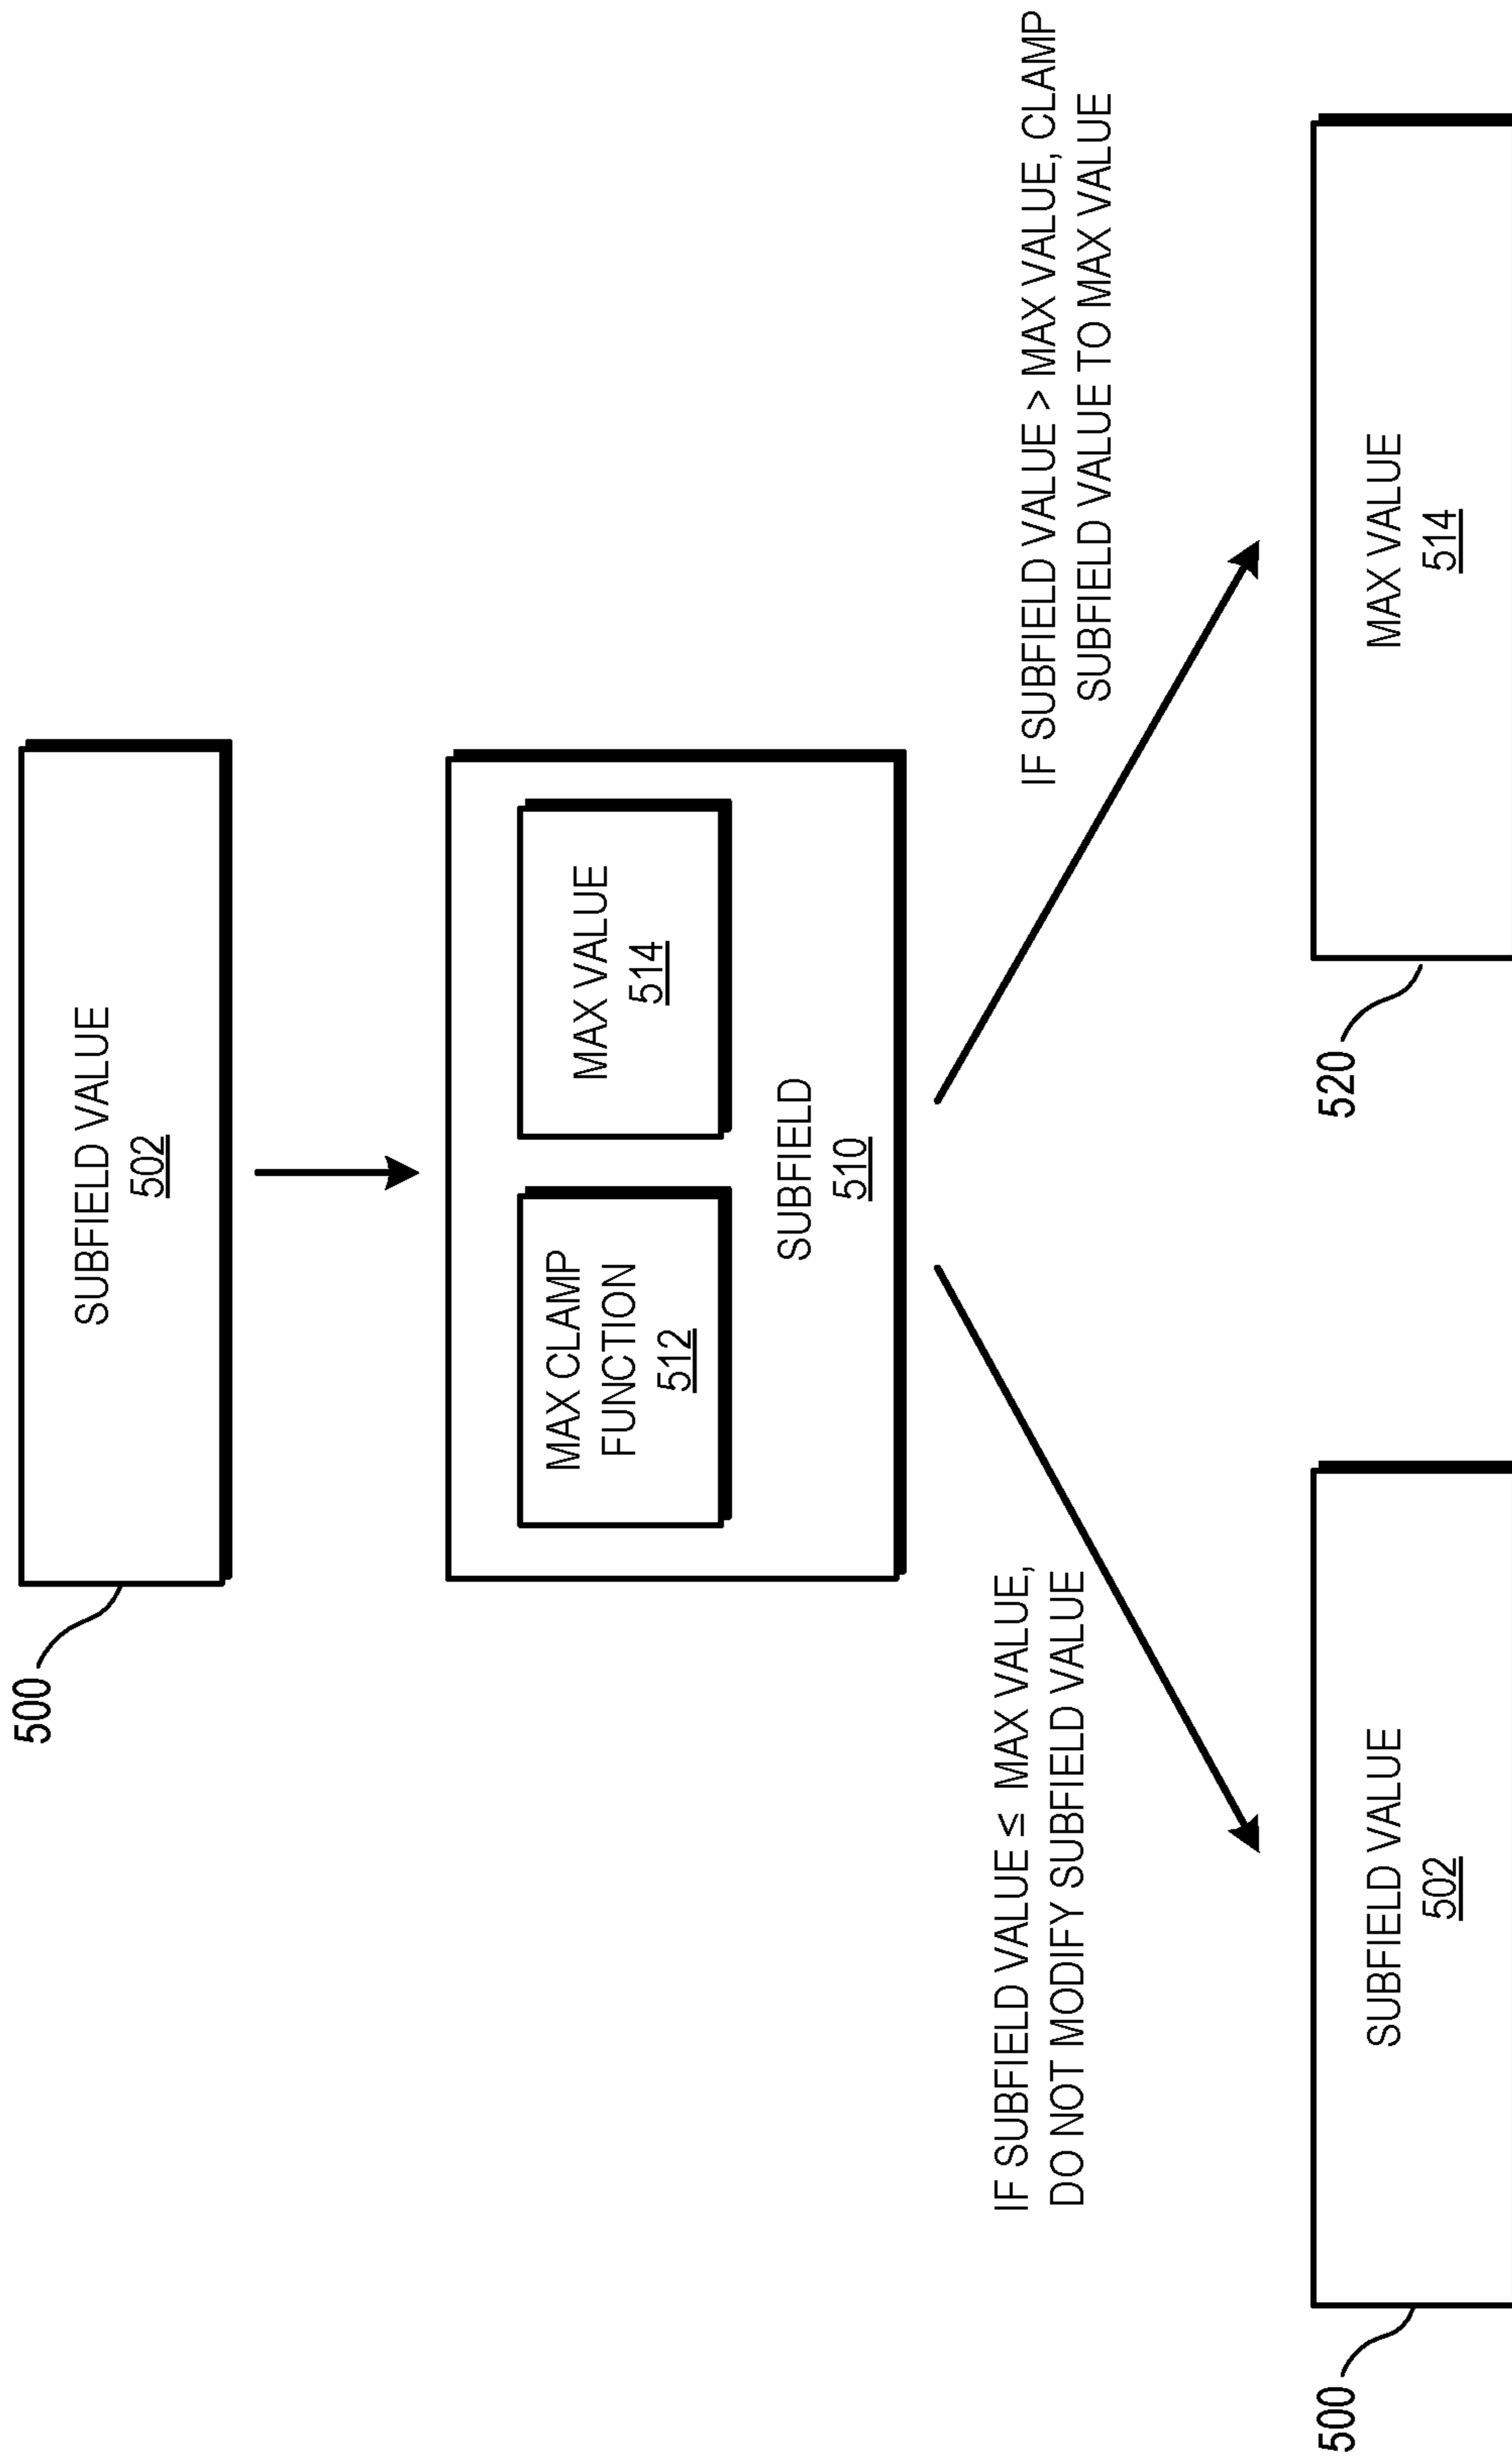 500
SUBFIELD VALUE
502
MAX CLAMP
FUNCTION
512
MAX VALUE
514
SUBFIELD
510
IF SUBFIELD VALUE ≤ MAX VALUE,
DO NOT MODIFY SUBFIELD VALUE
IF SUBFIELD VALUE > MAX VALUE, CLAMP
SUBFIELD VALUE TO MAX VALUE
500
SUBFIELD VALUE
502
520
MAX VALUE
514